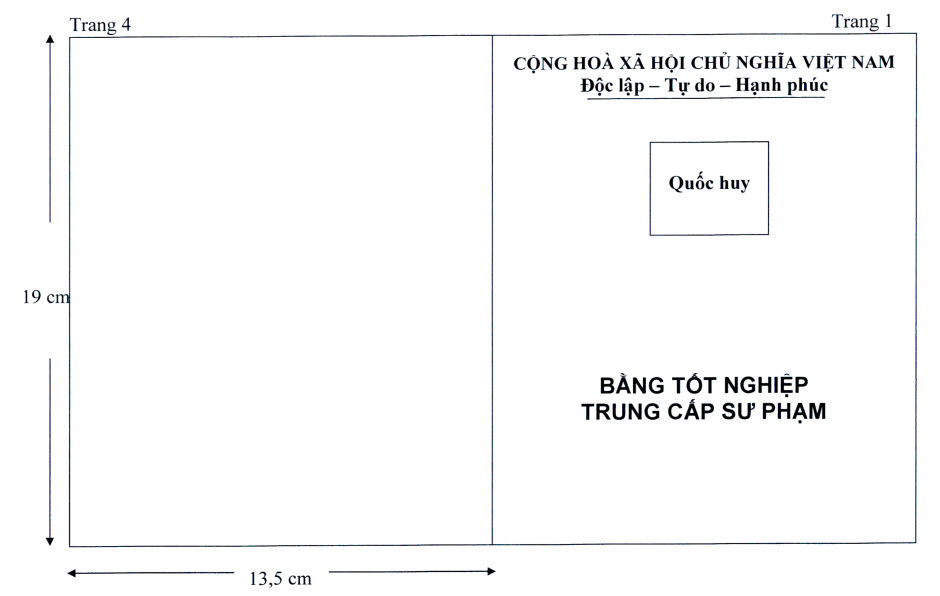 Trang 4
Trang 1
CỘNG HOÀ XÃ HỘI CHỦ NGHĨA VIỆT NAM
Độc lập – Tự do – Hạnh phúc
Quốc huy
19 cm
BẰNG TỐT NGHIỆP
TRUNG CẤP SƯ PHẠM
13,5 cm